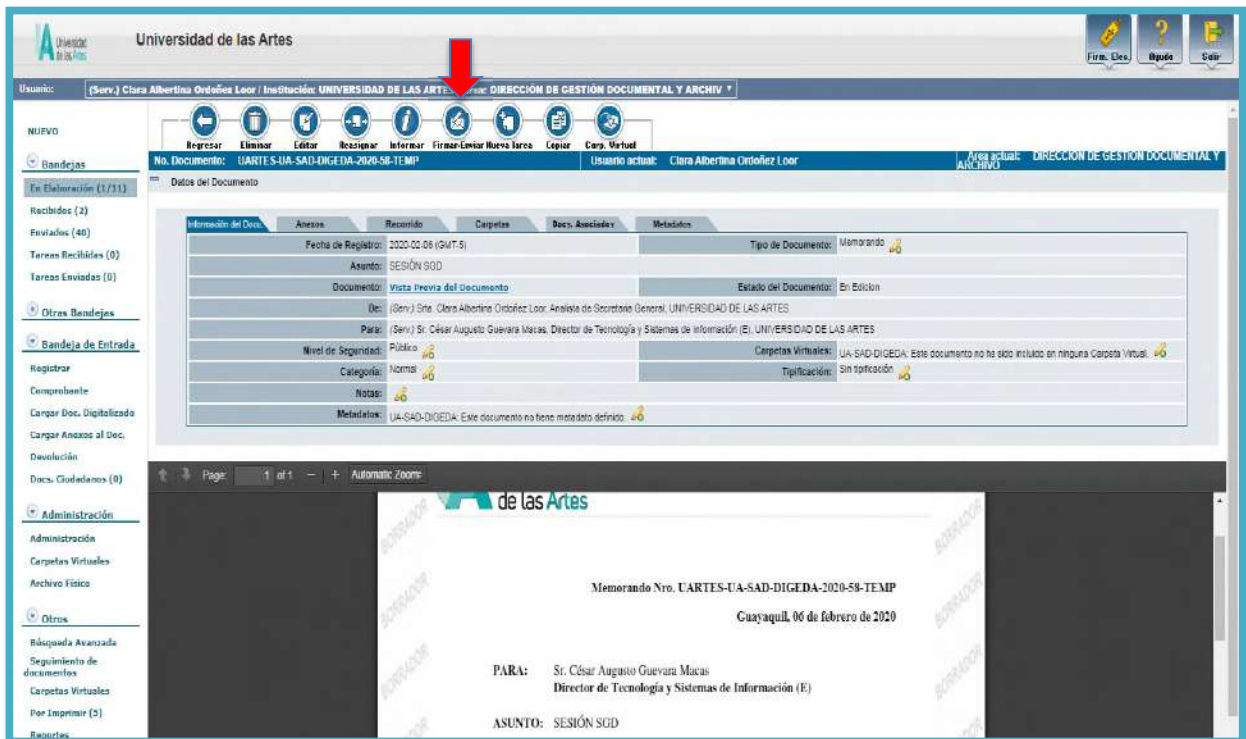 Universidad de las Artes
Universidad de las Artes
Firm. Elec. Ayuda Salir
Usuario: (Serv.) Clara Albertina Ordoñez Loor / Institución: UNIVERSIDAD DE LAS ARTES DIRECCIÓN DE GESTIÓN DOCUMENTAL Y ARCHIV
NUEVO
Bandejas
En Elaboración (1/11)
Recibidos (2)
Enviados (40)
Tareas Recibidas (0)
Tareas Enviadas (0)
Otras Bandejas
Bandeja de Entrada
Registrar
Comprobante
Cargar Doc. Digitalizado
Cargar Anexos al Doc.
Devolución
Docs. Ciudadanos (0)
Administración
Administración
Carpetas Virtuales
Archivo Físico
Otros
Búsqueda Avanzada
Seguimiento de
documentos
Carpetas Virtuales
Por Imprimir (5)
Reportes
Regresar Eliminar Editar Reasignar Informar Firmar-Enviar Nueva Tarea Copiar Carp. Virtual
No. Documento: UARTES-UA-SAD-DIGEDA-2020-58-TEMP Usuario actual: Clara Albertina Ordoñez Loor Area actual: DIRECCIÓN DE GESTIÓN DOCUMENTAL Y
ARCHIVO
Datos del Documento
Información del Doc. Anexos Recorrido Carpetas Docs. Asociados Metadatos
Fecha de Registro: 2020-02-06 (GMT-5) Tipo de Documento: Memorando
Asunto: SESIÓN SGD
Documento: Vista Previa del Documento Estado del Documento: En Edicion
De: (Serv.) Srta. Clara Albertina Ordoñez Loor, Analista de Secretaria General, UNIVERSIDAD DE LAS ARTES
Para: (Serv.) Sr. César Augusto Guevara Macas, Director de Tecnología y Sistemas de Información (E), UNIVERSIDAD DE LAS ARTES
Nivel de Seguridad: Público Carpetas Virtuales: UA-SAD-DIGEDA: Este documento no ha sido incluido en ninguna Carpeta Virtual.
Categoría: Normal Tipificación: Sin tipificación
Notas:
Metadatos: UA-SAD-DIGEDA: Este documento no tiene metadato definido.
Page: 1 of 1 − + Automatic Zoom
de las Artes
BORRADOR BORRADOR
Memorando Nro. UARTES-UA-SAD-DIGEDA-2020-58-TEMP
BORRADOR BORRADOR
Guayaquil, 06 de febrero de 2020
BORRADOR BORRADOR
PARA: Sr. César Augusto Guevara Macas
Director de Tecnología y Sistemas de Información (E)
ASUNTO: SESIÓN SGD
BORRADOR BORRADOR